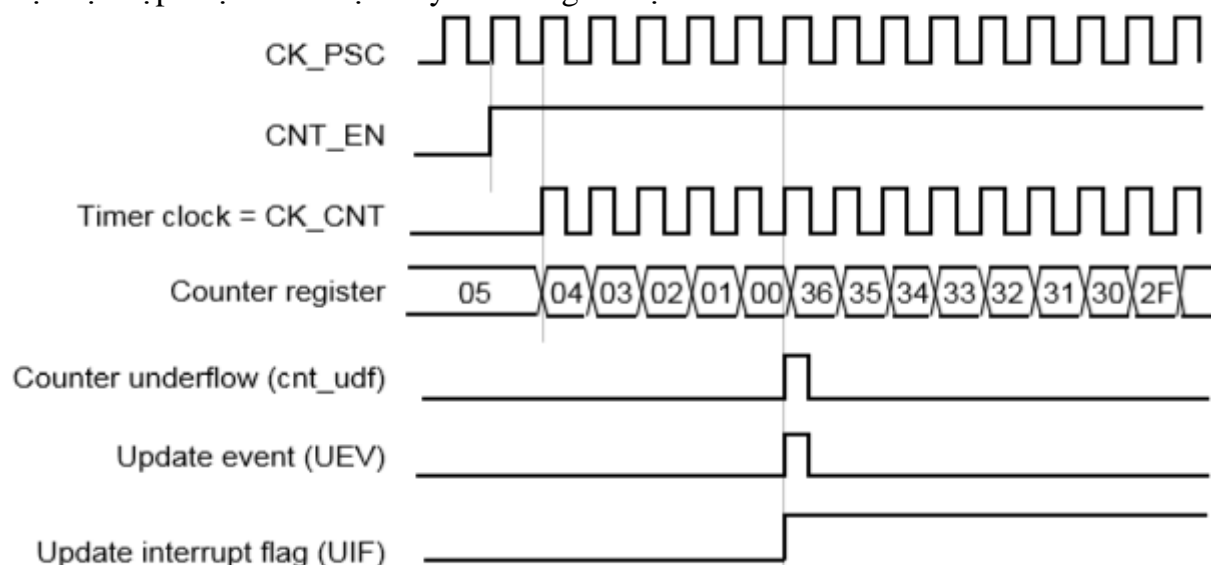 CK_PSC
CNT_EN
Timer clock = CK_CNT
Counter register 05 04 03 02 01 00 36 35 34 33 32 31 30 2F
Counter underflow (cnt_udf)
Update event (UEV)
Update interrupt flag (UIF)